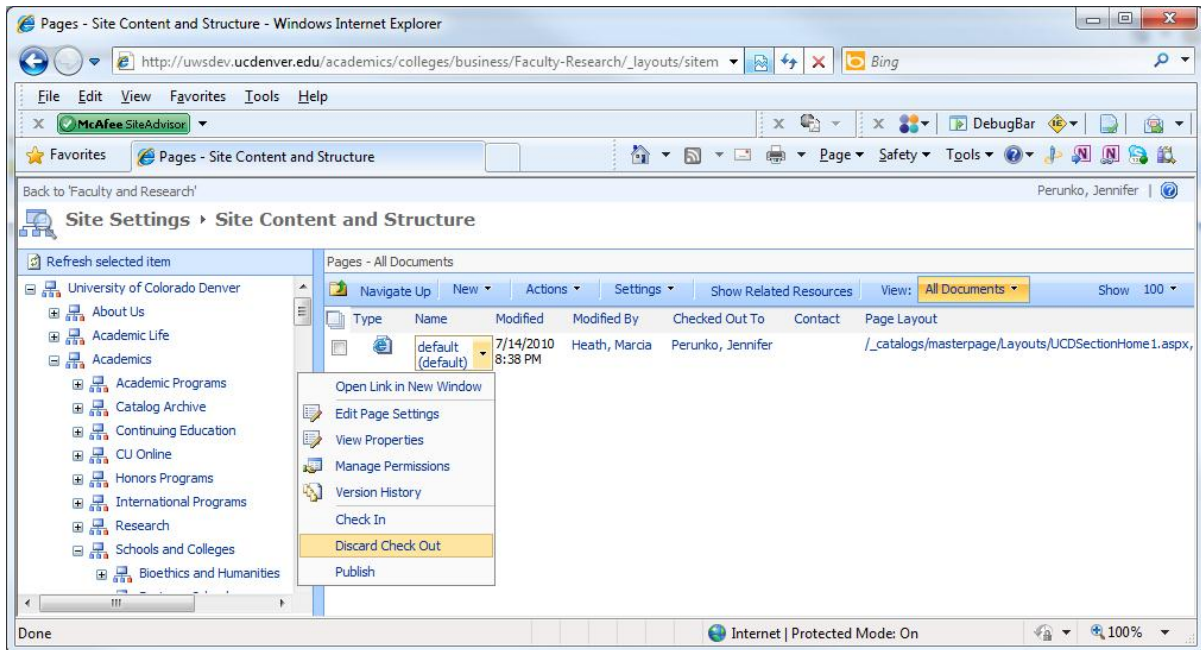 Pages - Site Content and Structure - Windows Internet Explorer
http://uwsdev.ucdenver.edu/academics/colleges/business/Faculty-Research/_layouts/sitem
Bing
File Edit View Favorites Tools Help
X McAfee SiteAdvisor
X X DebugBar
Favorites Pages - Site Content and Structure Page Safety Tools
Back to 'Faculty and Research' Perunko, Jennifer |
Site Settings Site Content and Structure
Refresh selected item Pages - All Documents
University of Colorado Denver Navigate Up New Actions Settings Show Related Resources View: All Documents Show 100
About Us Type Name Modified Modified By Checked Out To Contact Page Layout
Academic Life default 7/14/2010 Heath, Marcia Perunko, Jennifer /_catalogs/masterpage/Layouts/UCDSectionHome1.aspx,
Academics (default) 8:38 PM
Academic Programs Open Link in New Window
Catalog Archive Edit Page Settings
Continuing Education View Properties
CU Online Manage Permissions
Honors Programs Version History
International Programs
Research Check In
Schools and Colleges Discard Check Out
Bioethics and Humanities Publish
Done Internet | Protected Mode: On 100%